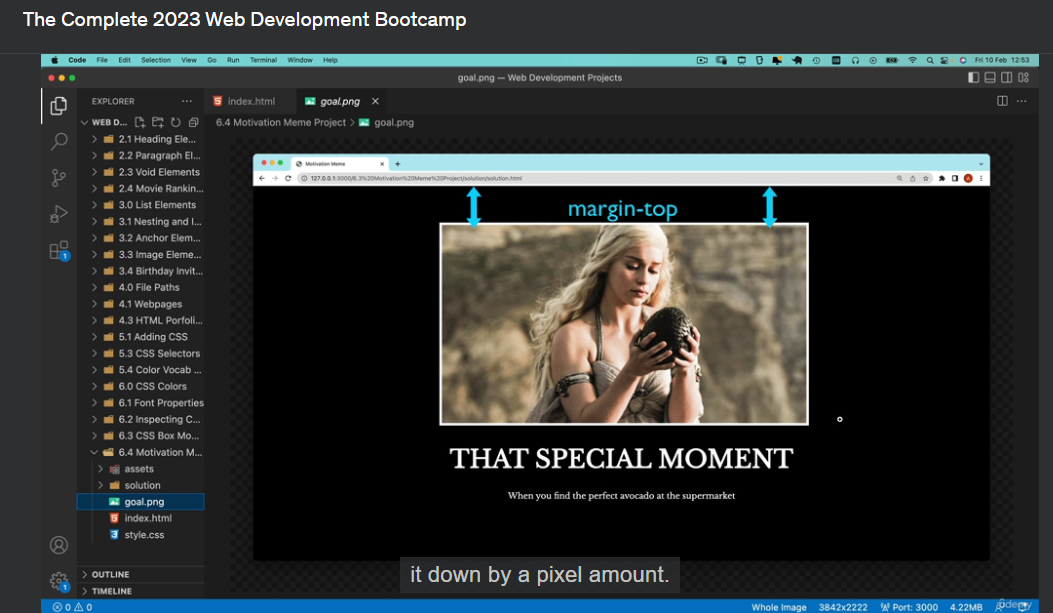 The Complete 2023 Web Development Bootcamp
Code File Edit Selection View Go Run Terminal Window Help Fri 10 Feb 12:53
goal.png — Web Development Projects
EXPLORER
index.html
goal.png
WEB D...
6.4 Motivation Meme Project > goal.png
2.1 Heading Ele...
2.2 Paragraph El...
2.3 Void Elements
2.4 Movie Rankin...
3.0 List Elements
3.1 Nesting and I...
3.2 Anchor Elem...
3.3 Image Eleme...
3.4 Birthday Invit...
4.0 File Paths
4.1 Webpages
4.3 HTML Porfoli...
5.1 Adding CSS
5.3 CSS Selectors
5.4 Color Vocab ...
6.0 CSS Colors
6.1 Font Properties
6.2 Inspecting C...
6.3 CSS Box Mo...
6.4 Motivation M...
assets
solution
goal.png
index.html
style.css
OUTLINE
TIMELINE
Motivation Meme
127.0.0.1:3000/6.3%20Motivation%20Meme%20Project/solution/solution.html
margin-top
THAT SPECIAL MOMENT
When you find the perfect avocado at the supermarket
it down by a pixel amount.
0 0
Whole Image 3842x2222 Port: 3000 4.22MB
udemy